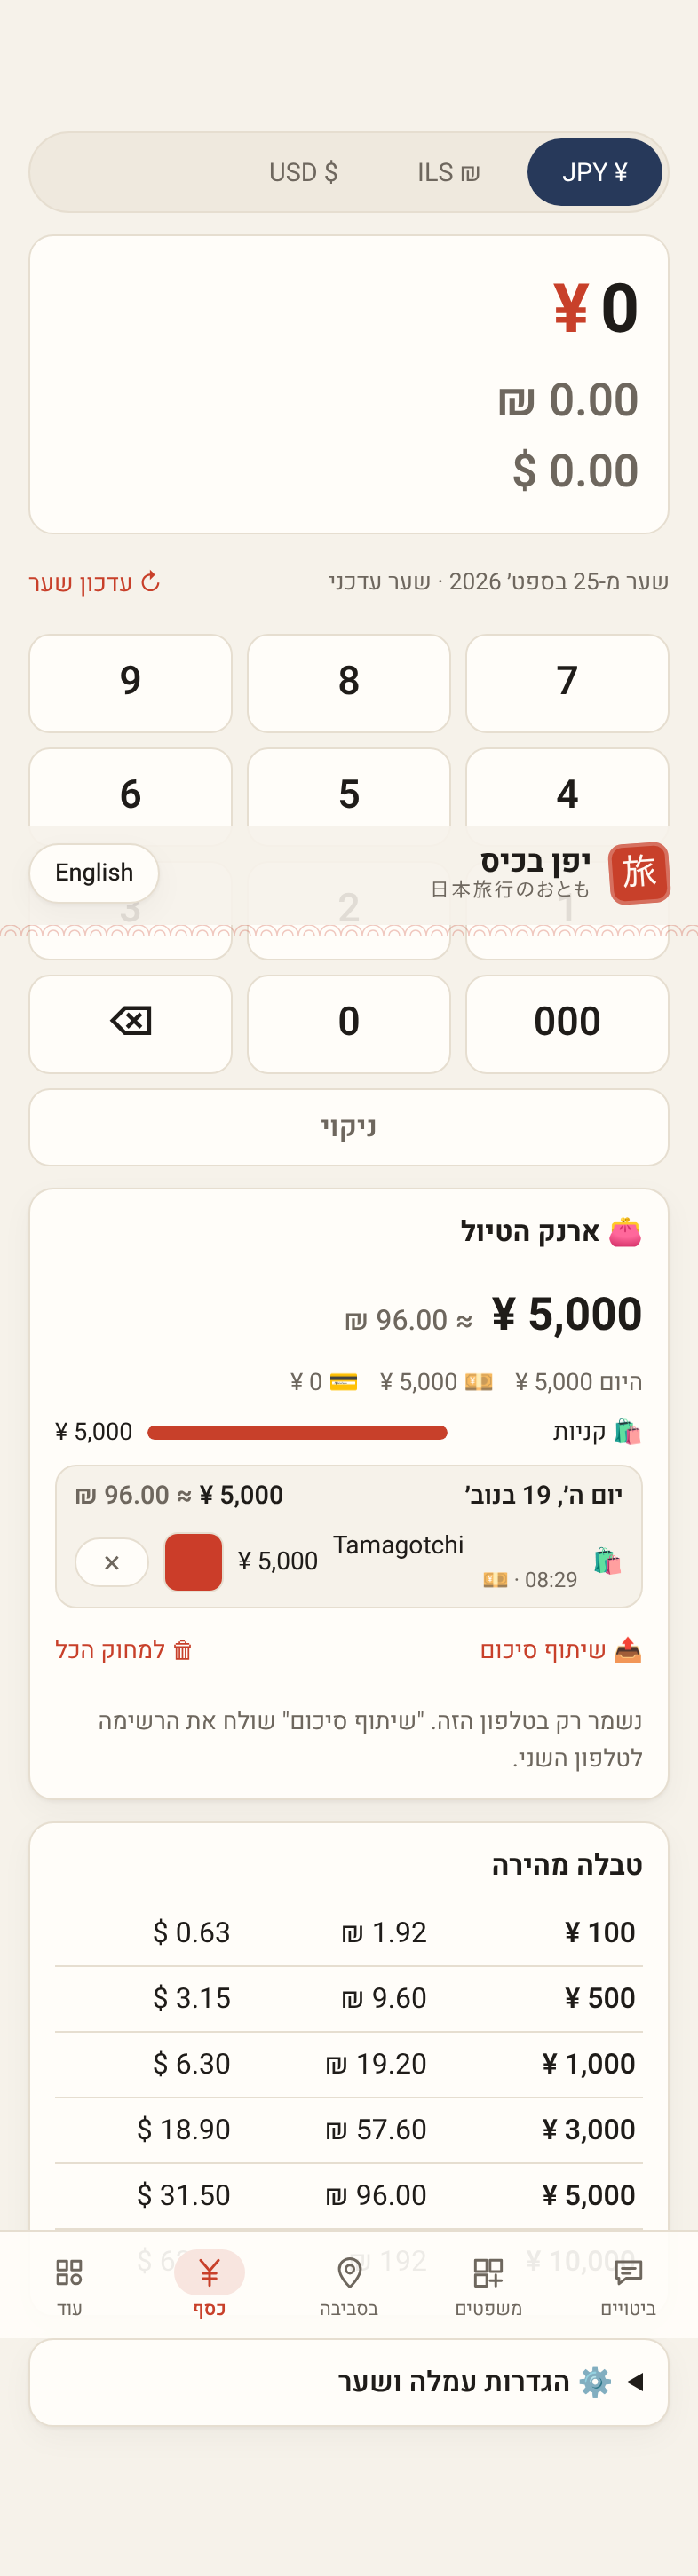 JPY ¥
ILS ₪
USD $
¥ 0
₪ 0.00
$ 0.00
שער מ-25 בספט׳ 2026 · שער עדכני
↻ עדכון שער
7 8 9
4 5 6
יפן בכיס
日本旅行のおとも
旅
English
1 2 3
000 0 ⌫
ניקוי
👛 ארנק הטיול
¥ 5,000 ≈ ₪ 96.00
היום ¥ 5,000 💴 ¥ 5,000 💳 ¥ 0
🛍️ קניות ¥ 5,000
יום ה׳, 19 בנוב׳ ¥ 5,000 ≈ ₪ 96.00
🛍️ Tamagotchi ¥ 5,000 ×
08:29 · 💴
📤 שיתוף סיכום
🗑 למחוק הכל
נשמר רק בטלפון הזה. "שיתוף סיכום" שולח את הרשימה
לטלפון השני.
טבלה מהירה
¥ 100 ₪ 1.92 $ 0.63
¥ 500 ₪ 9.60 $ 3.15
¥ 1,000 ₪ 19.20 $ 6.30
¥ 3,000 ₪ 57.60 $ 18.90
¥ 5,000 ₪ 96.00 $ 31.50
¥ 10,000 ₪ 192
ביטויים
משפטים
בסביבה
¥
כסף
עוד
⚙️ הגדרות עמלה ושער